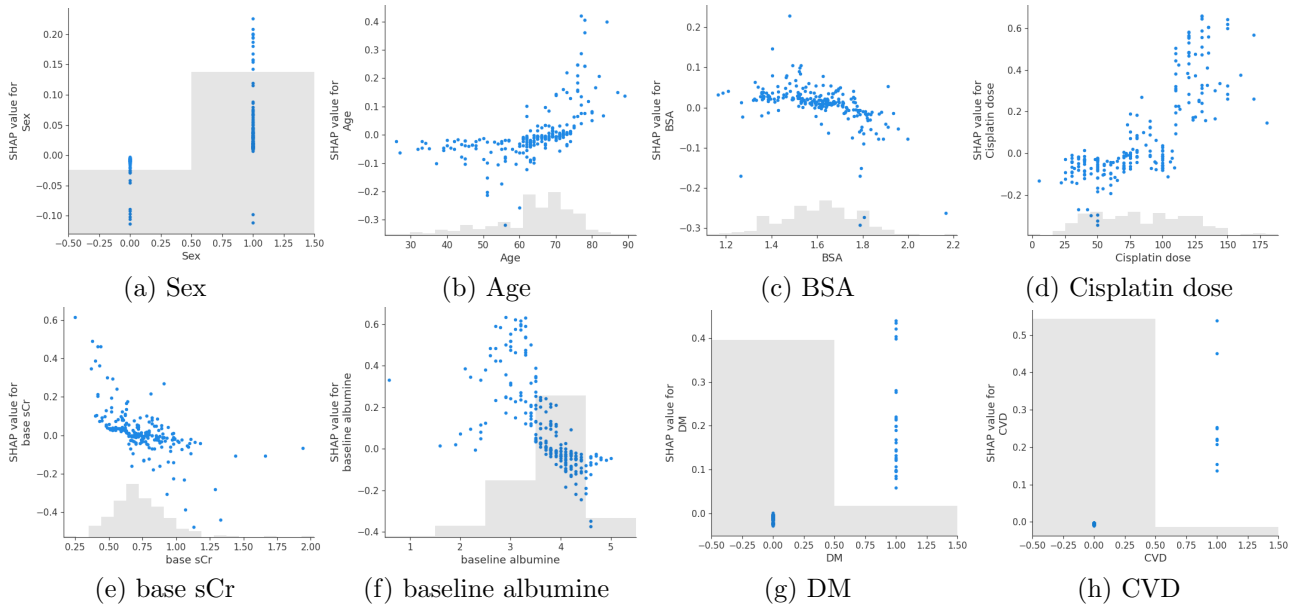 0.20
0.15
0.10
0.05
0.00
−0.05
−0.10
SHAP value for
Sex
−0.50 −0.25 0.00 0.25 0.50 0.75 1.00 1.25 1.50
Sex
(a) Sex
0.4
0.3
0.2
0.1
0.0
−0.1
−0.2
−0.3
SHAP value for
Age
30 40 50 60 70 80 90
Age
(b) Age
0.2
0.1
0.0
−0.1
−0.2
−0.3
SHAP value for
BSA
1.2 1.4 1.6 1.8 2.0 2.2
BSA
(c) BSA
0.6
0.4
0.2
0.0
−0.2
SHAP value for
Cisplatin dose
0 25 50 75 100 125 150 175
Cisplatin dose
(d) Cisplatin dose
0.6
0.4
0.2
0.0
−0.2
−0.4
SHAP value for
base sCr
0.25 0.50 0.75 1.00 1.25 1.50 1.75 2.00
base sCr
(e) base sCr
0.6
0.4
0.2
0.0
−0.2
−0.4
SHAP value for
baseline albumine
1 2 3 4 5
baseline albumine
(f) baseline albumine
0.4
0.3
0.2
0.1
0.0
SHAP value for
DM
−0.50 −0.25 0.00 0.25 0.50 0.75 1.00 1.25 1.50
DM
(g) DM
0.5
0.4
0.3
0.2
0.1
0.0
SHAP value for
CVD
−0.50 −0.25 0.00 0.25 0.50 0.75 1.00 1.25 1.50
CVD
(h) CVD